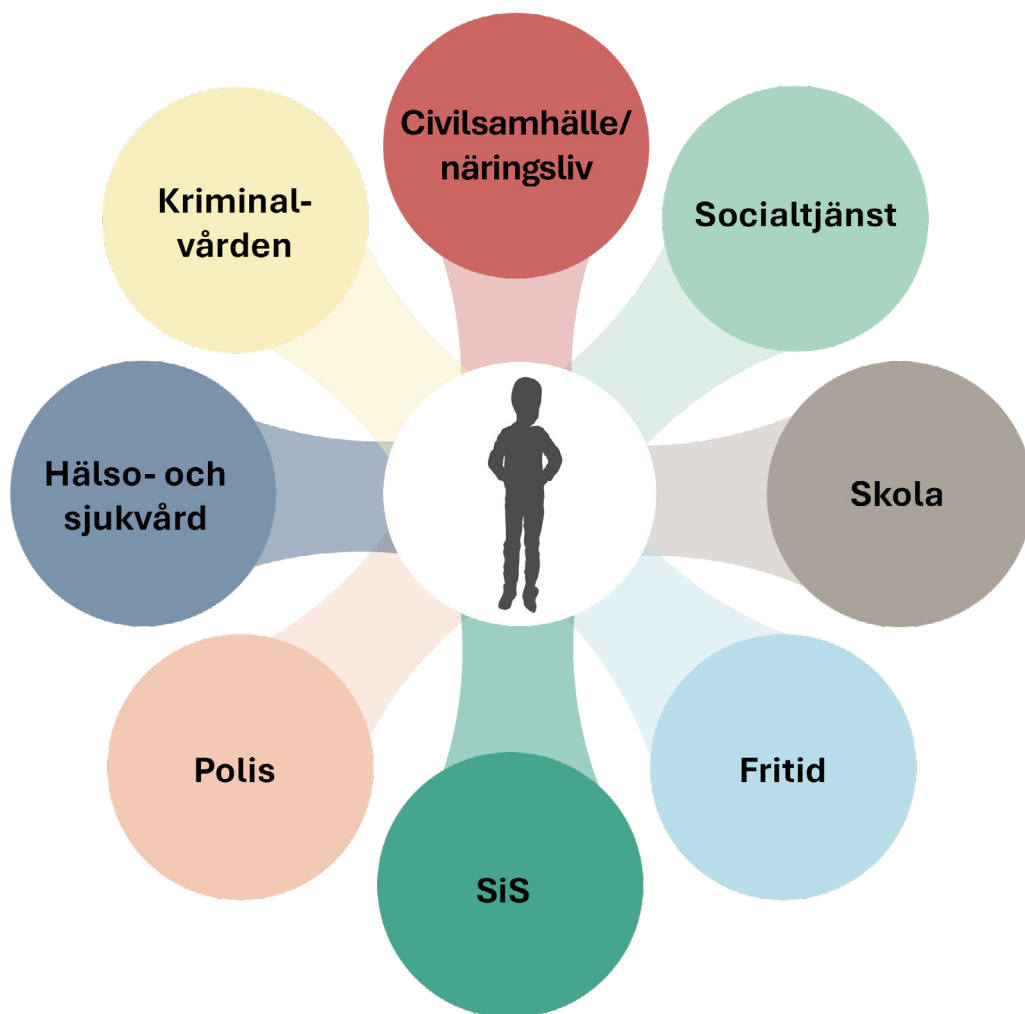 Civilsamhälle/
näringsliv
Kriminal-
vården
Socialtjänst
Hälso- och
sjukvård
Skola
Polis
Fritid
SiS